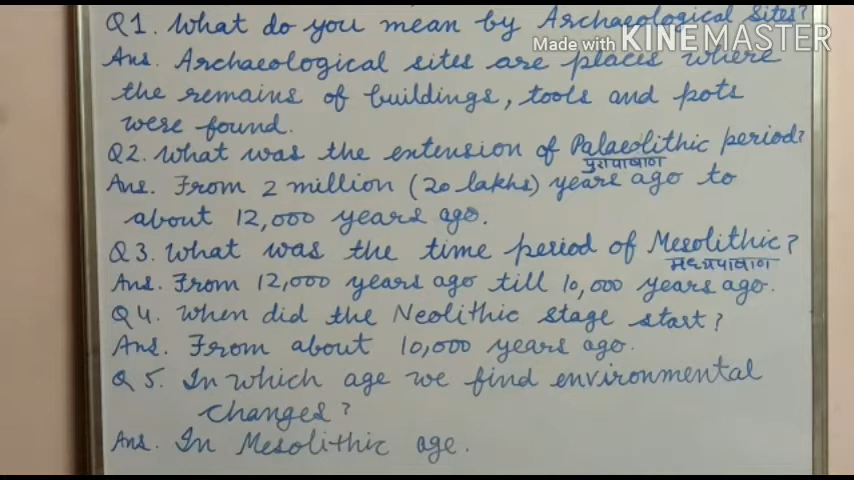 Q1. What do you mean by Archaeological Sites?
Made with KINEMASTER
Ans. Archaeological sites are places where
the remains of buildings, tools and pots
were found.
Q2. What was the extension of Palaeolithic period?
पुरापाषाण
Ans. From 2 million (20 lakhs) years ago to
about 12,000 years ago.
Q3. What was the time period of Mesolithic?
मध्यपाषाण
Ans. From 12,000 years ago till 10,000 years ago.
Q4. When did the Neolithic stage start?
Ans. From about 10,000 years ago.
Q5. In which age we find environmental
changes?
Ans. In Mesolithic age.